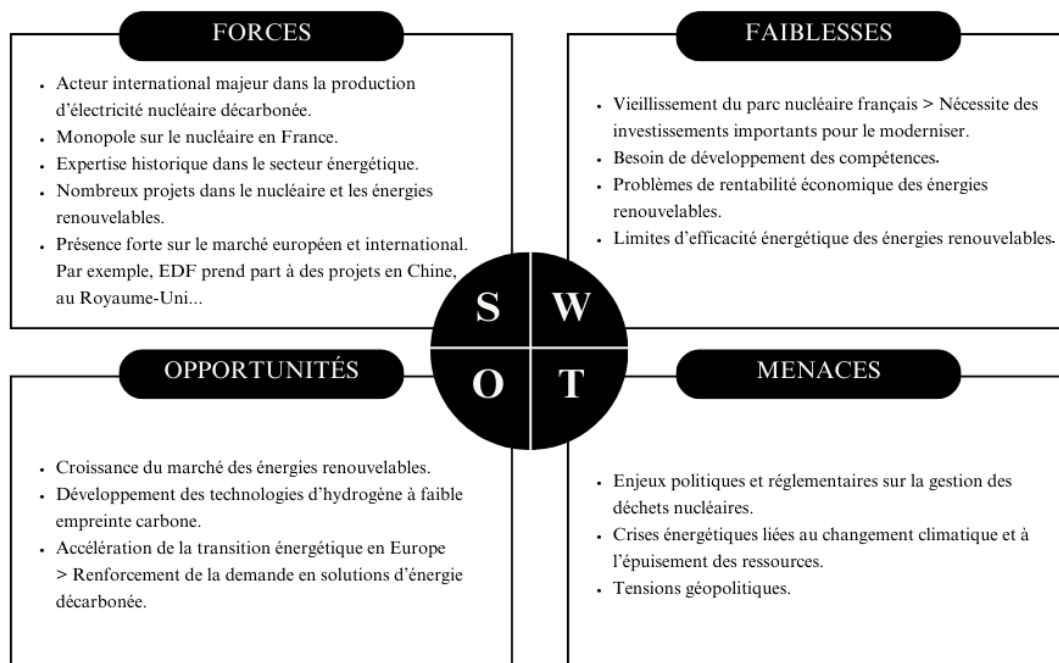 FORCES
• Acteur international majeur dans la production
d’électricité nucléaire décarbonée.
• Monopole sur le nucléaire en France.
• Expertise historique dans le secteur énergétique.
• Nombreux projets dans le nucléaire et les énergies
renouvelables.
• Présence forte sur le marché européen et international.
Par exemple, EDF prend part à des projets en Chine,
au Royaume-Uni...
FAIBLESSES
• Vieillissement du parc nucléaire français > Nécessite des
investissements importants pour le moderniser.
• Besoin de développement des compétences.
• Problèmes de rentabilité économique des énergies
renouvelables.
• Limites d’efficacité énergétique des énergies renouvelables.
S W
O T
OPPORTUNITÉS
• Croissance du marché des énergies renouvelables.
• Développement des technologies d’hydrogène à faible
empreinte carbone.
• Accélération de la transition énergétique en Europe
> Renforcement de la demande en solutions d’énergie
décarbonée.
MENACES
• Enjeux politiques et réglementaires sur la gestion des
déchets nucléaires.
• Crises énergétiques liées au changement climatique et à
l’épuisement des ressources.
• Tensions géopolitiques.